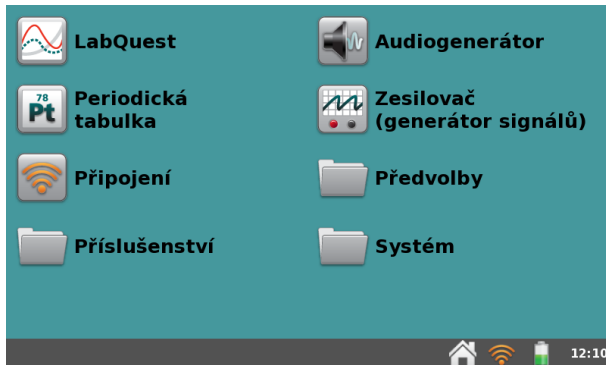 LabQuest
Audiogenerátor
78
Pt
Periodická
tabulka
Zesilovač
(generátor signálů)
Připojení
Předvolby
Příslušenství
Systém
12:10